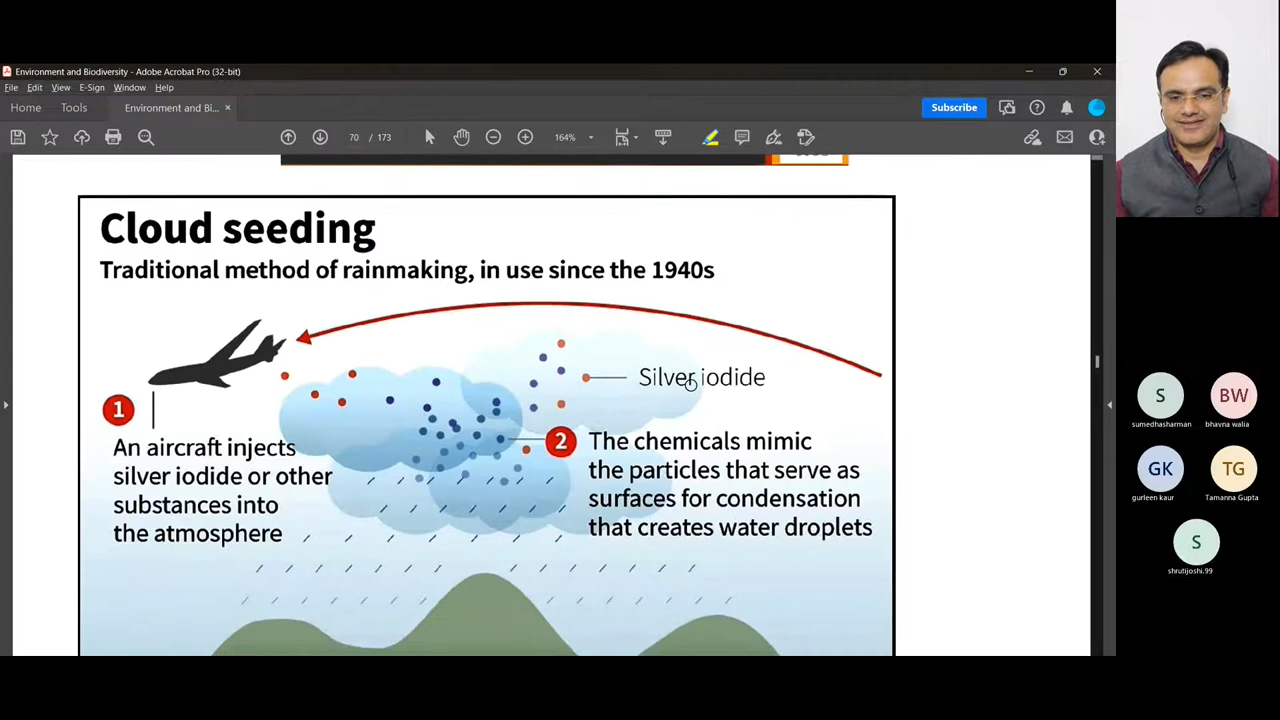 Environment and Biodiversity - Adobe Acrobat Pro (32-bit)
File Edit View E-Sign Window Help
Home Tools Environment and Bi... ×
Subscribe
70 / 173
164%
Cloud seeding
Traditional method of rainmaking, in use since the 1940s
Silver iodide
1
An aircraft injects
silver iodide or other
substances into
the atmosphere
2
The chemicals mimic
the particles that serve as
surfaces for condensation
that creates water droplets
S
sumedhasharman
BW
bhavna walia
GK
gurleen kaur
TG
Tamanna Gupta
S
shrutijoshi.99